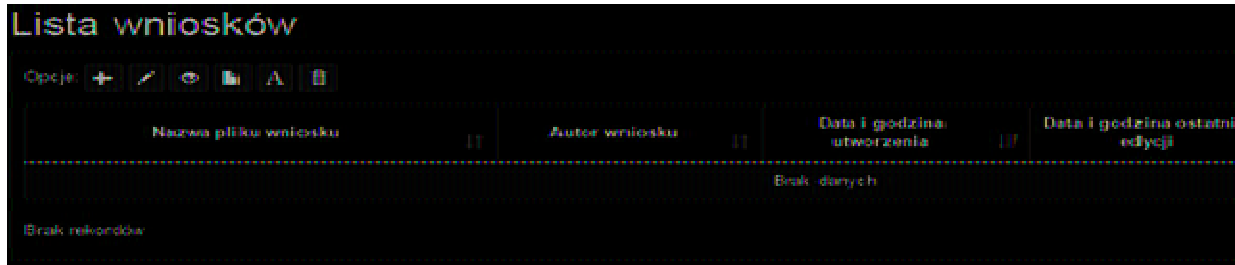 Lista wniosków
Opcje:
Nazwa pliku wniosku
Autor wniosku
Data i godzina
utworzenia
Data i godzina ostatni
edycji
Brak danych
Brak rekordów